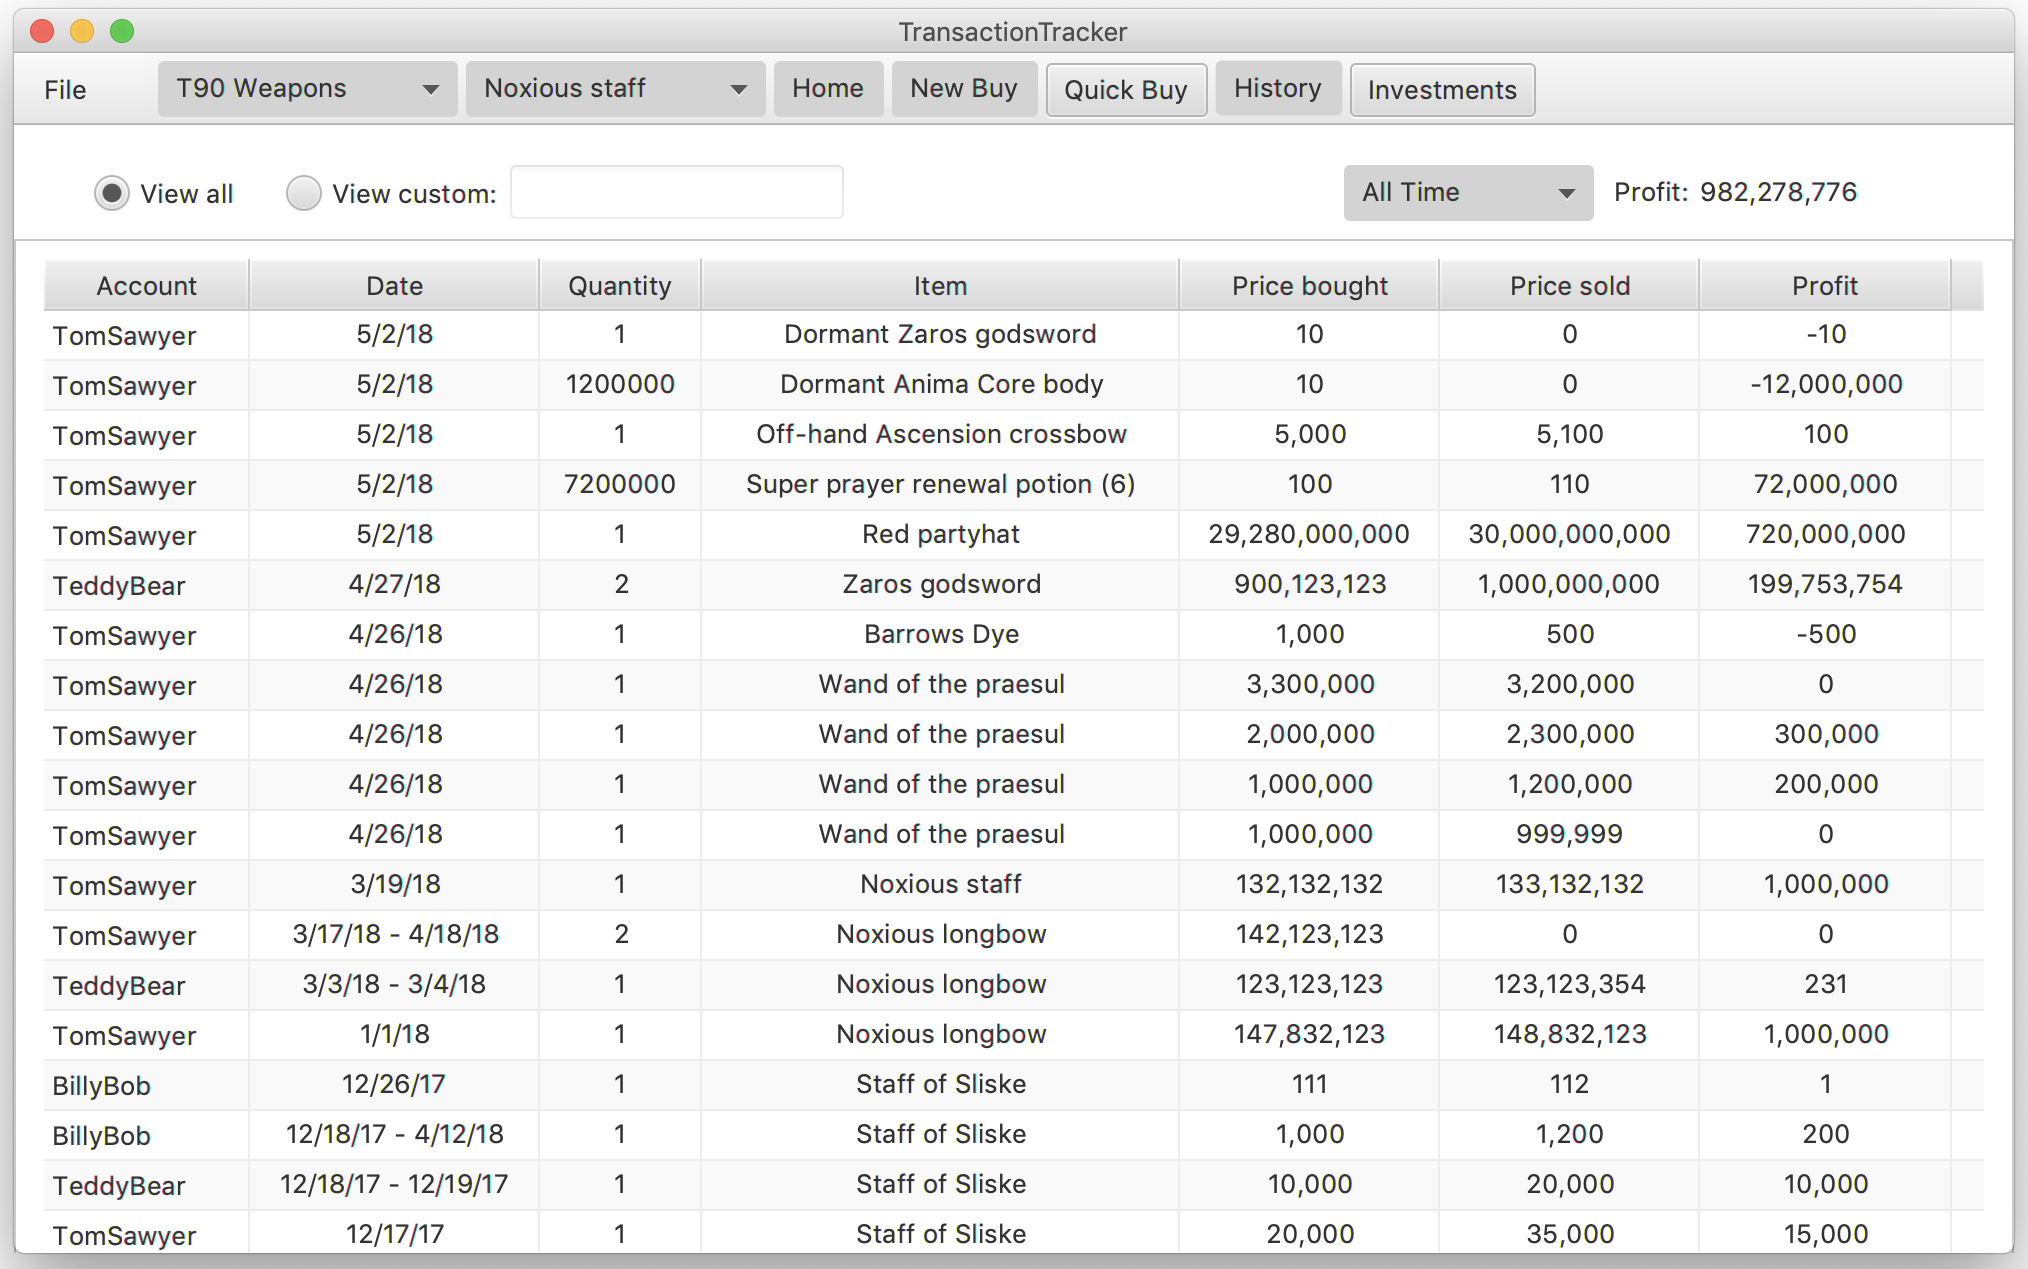 TransactionTracker
File T90 Weapons Noxious staff Home New Buy Quick Buy History Investments
View all View custom: All Time Profit: 982,278,776
Account Date Quantity Item Price bought Price sold Profit
TomSawyer 5/2/18 1 Dormant Zaros godsword 10 0 -10
TomSawyer 5/2/18 1200000 Dormant Anima Core body 10 0 -12,000,000
TomSawyer 5/2/18 1 Off-hand Ascension crossbow 5,000 5,100 100
TomSawyer 5/2/18 7200000 Super prayer renewal potion (6) 100 110 72,000,000
TomSawyer 5/2/18 1 Red partyhat 29,280,000,000 30,000,000,000 720,000,000
TeddyBear 4/27/18 2 Zaros godsword 900,123,123 1,000,000,000 199,753,754
TomSawyer 4/26/18 1 Barrows Dye 1,000 500 -500
TomSawyer 4/26/18 1 Wand of the praesul 3,300,000 3,200,000 0
TomSawyer 4/26/18 1 Wand of the praesul 2,000,000 2,300,000 300,000
TomSawyer 4/26/18 1 Wand of the praesul 1,000,000 1,200,000 200,000
TomSawyer 4/26/18 1 Wand of the praesul 1,000,000 999,999 0
TomSawyer 3/19/18 1 Noxious staff 132,132,132 133,132,132 1,000,000
TomSawyer 3/17/18 - 4/18/18 2 Noxious longbow 142,123,123 0 0
TeddyBear 3/3/18 - 3/4/18 1 Noxious longbow 123,123,123 123,123,354 231
TomSawyer 1/1/18 1 Noxious longbow 147,832,123 148,832,123 1,000,000
BillyBob 12/26/17 1 Staff of Sliske 111 112 1
BillyBob 12/18/17 - 4/12/18 1 Staff of Sliske 1,000 1,200 200
TeddyBear 12/18/17 - 12/19/17 1 Staff of Sliske 10,000 20,000 10,000
TomSawyer 12/17/17 1 Staff of Sliske 20,000 35,000 15,000